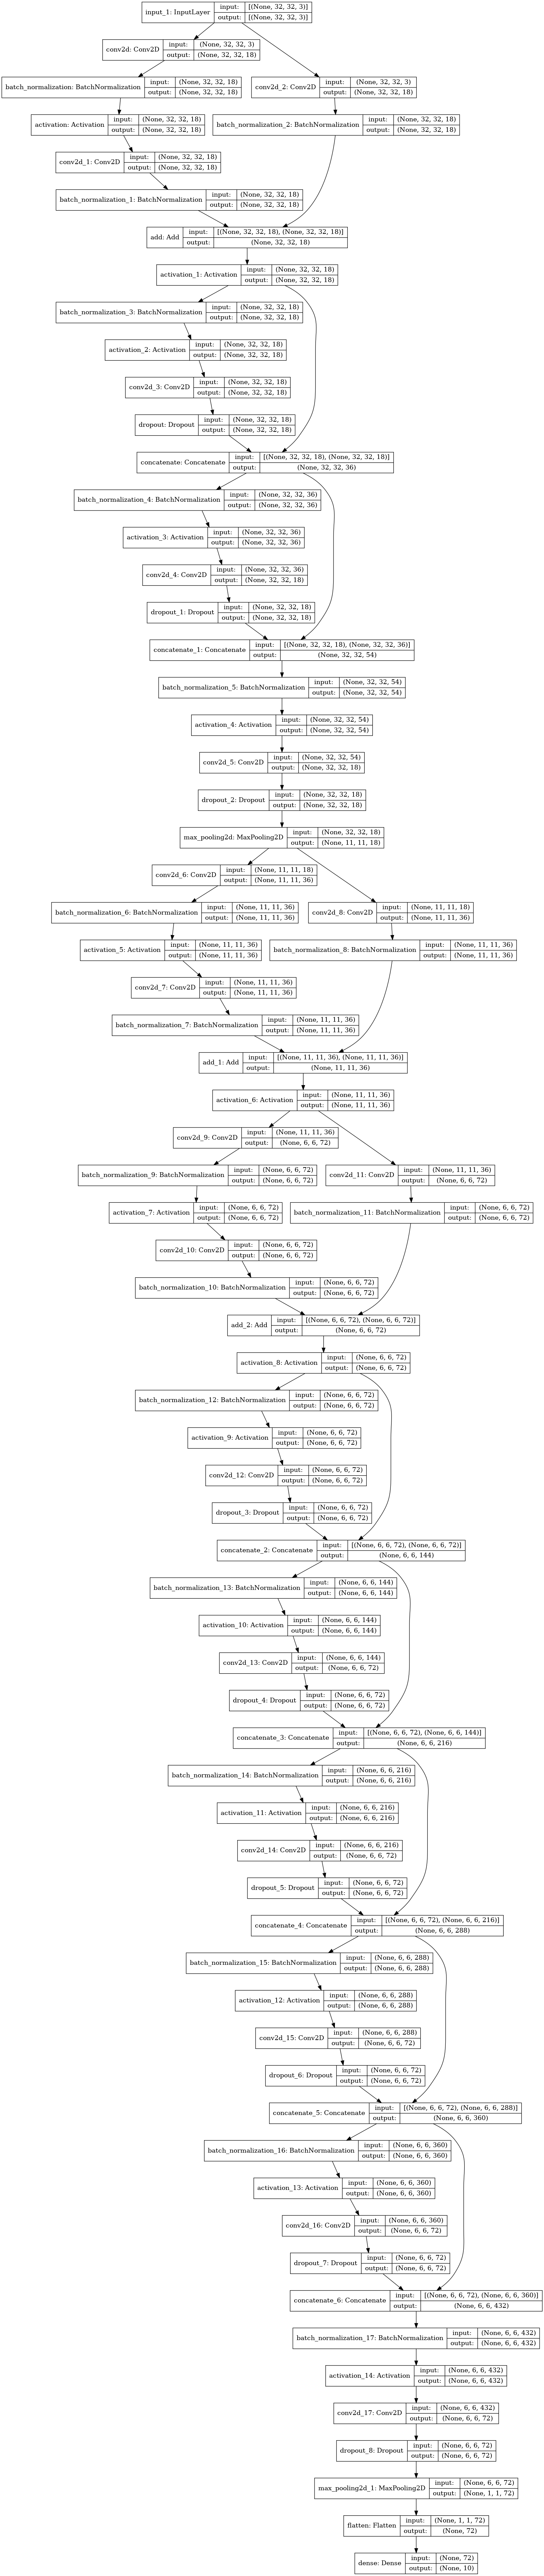 input_1: InputLayer
input: [(None, 32, 32, 3)]
output: [(None, 32, 32, 3)]
conv2d: Conv2D
input: (None, 32, 32, 3)
output: (None, 32, 32, 18)
batch_normalization: BatchNormalization
input: (None, 32, 32, 18)
output: (None, 32, 32, 18)
conv2d_2: Conv2D
input: (None, 32, 32, 3)
output: (None, 32, 32, 18)
activation: Activation
input: (None, 32, 32, 18)
output: (None, 32, 32, 18)
batch_normalization_2: BatchNormalization
input: (None, 32, 32, 18)
output: (None, 32, 32, 18)
conv2d_1: Conv2D
input: (None, 32, 32, 18)
output: (None, 32, 32, 18)
batch_normalization_1: BatchNormalization
input: (None, 32, 32, 18)
output: (None, 32, 32, 18)
add: Add
input: [(None, 32, 32, 18), (None, 32, 32, 18)]
output: (None, 32, 32, 18)
activation_1: Activation
input: (None, 32, 32, 18)
output: (None, 32, 32, 18)
batch_normalization_3: BatchNormalization
input: (None, 32, 32, 18)
output: (None, 32, 32, 18)
activation_2: Activation
input: (None, 32, 32, 18)
output: (None, 32, 32, 18)
conv2d_3: Conv2D
input: (None, 32, 32, 18)
output: (None, 32, 32, 18)
dropout: Dropout
input: (None, 32, 32, 18)
output: (None, 32, 32, 18)
concatenate: Concatenate
input: [(None, 32, 32, 18), (None, 32, 32, 18)]
output: (None, 32, 32, 36)
batch_normalization_4: BatchNormalization
input: (None, 32, 32, 36)
output: (None, 32, 32, 36)
activation_3: Activation
input: (None, 32, 32, 36)
output: (None, 32, 32, 36)
conv2d_4: Conv2D
input: (None, 32, 32, 36)
output: (None, 32, 32, 18)
dropout_1: Dropout
input: (None, 32, 32, 18)
output: (None, 32, 32, 18)
concatenate_1: Concatenate
input: [(None, 32, 32, 18), (None, 32, 32, 36)]
output: (None, 32, 32, 54)
batch_normalization_5: BatchNormalization
input: (None, 32, 32, 54)
output: (None, 32, 32, 54)
activation_4: Activation
input: (None, 32, 32, 54)
output: (None, 32, 32, 54)
conv2d_5: Conv2D
input: (None, 32, 32, 54)
output: (None, 32, 32, 18)
dropout_2: Dropout
input: (None, 32, 32, 18)
output: (None, 32, 32, 18)
max_pooling2d: MaxPooling2D
input: (None, 32, 32, 18)
output: (None, 11, 11, 18)
conv2d_6: Conv2D
input: (None, 11, 11, 18)
output: (None, 11, 11, 36)
batch_normalization_6: BatchNormalization
input: (None, 11, 11, 36)
output: (None, 11, 11, 36)
conv2d_8: Conv2D
input: (None, 11, 11, 18)
output: (None, 11, 11, 36)
activation_5: Activation
input: (None, 11, 11, 36)
output: (None, 11, 11, 36)
batch_normalization_8: BatchNormalization
input: (None, 11, 11, 36)
output: (None, 11, 11, 36)
conv2d_7: Conv2D
input: (None, 11, 11, 36)
output: (None, 11, 11, 36)
batch_normalization_7: BatchNormalization
input: (None, 11, 11, 36)
output: (None, 11, 11, 36)
add_1: Add
input: [(None, 11, 11, 36), (None, 11, 11, 36)]
output: (None, 11, 11, 36)
activation_6: Activation
input: (None, 11, 11, 36)
output: (None, 11, 11, 36)
conv2d_9: Conv2D
input: (None, 11, 11, 36)
output: (None, 6, 6, 72)
batch_normalization_9: BatchNormalization
input: (None, 6, 6, 72)
output: (None, 6, 6, 72)
conv2d_11: Conv2D
input: (None, 11, 11, 36)
output: (None, 6, 6, 72)
activation_7: Activation
input: (None, 6, 6, 72)
output: (None, 6, 6, 72)
batch_normalization_11: BatchNormalization
input: (None, 6, 6, 72)
output: (None, 6, 6, 72)
conv2d_10: Conv2D
input: (None, 6, 6, 72)
output: (None, 6, 6, 72)
batch_normalization_10: BatchNormalization
input: (None, 6, 6, 72)
output: (None, 6, 6, 72)
add_2: Add
input: [(None, 6, 6, 72), (None, 6, 6, 72)]
output: (None, 6, 6, 72)
activation_8: Activation
input: (None, 6, 6, 72)
output: (None, 6, 6, 72)
batch_normalization_12: BatchNormalization
input: (None, 6, 6, 72)
output: (None, 6, 6, 72)
activation_9: Activation
input: (None, 6, 6, 72)
output: (None, 6, 6, 72)
conv2d_12: Conv2D
input: (None, 6, 6, 72)
output: (None, 6, 6, 72)
dropout_3: Dropout
input: (None, 6, 6, 72)
output: (None, 6, 6, 72)
concatenate_2: Concatenate
input: [(None, 6, 6, 72), (None, 6, 6, 72)]
output: (None, 6, 6, 144)
batch_normalization_13: BatchNormalization
input: (None, 6, 6, 144)
output: (None, 6, 6, 144)
activation_10: Activation
input: (None, 6, 6, 144)
output: (None, 6, 6, 144)
conv2d_13: Conv2D
input: (None, 6, 6, 144)
output: (None, 6, 6, 72)
dropout_4: Dropout
input: (None, 6, 6, 72)
output: (None, 6, 6, 72)
concatenate_3: Concatenate
input: [(None, 6, 6, 72), (None, 6, 6, 144)]
output: (None, 6, 6, 216)
batch_normalization_14: BatchNormalization
input: (None, 6, 6, 216)
output: (None, 6, 6, 216)
activation_11: Activation
input: (None, 6, 6, 216)
output: (None, 6, 6, 216)
conv2d_14: Conv2D
input: (None, 6, 6, 216)
output: (None, 6, 6, 72)
dropout_5: Dropout
input: (None, 6, 6, 72)
output: (None, 6, 6, 72)
concatenate_4: Concatenate
input: [(None, 6, 6, 72), (None, 6, 6, 216)]
output: (None, 6, 6, 288)
batch_normalization_15: BatchNormalization
input: (None, 6, 6, 288)
output: (None, 6, 6, 288)
activation_12: Activation
input: (None, 6, 6, 288)
output: (None, 6, 6, 288)
conv2d_15: Conv2D
input: (None, 6, 6, 288)
output: (None, 6, 6, 72)
dropout_6: Dropout
input: (None, 6, 6, 72)
output: (None, 6, 6, 72)
concatenate_5: Concatenate
input: [(None, 6, 6, 72), (None, 6, 6, 288)]
output: (None, 6, 6, 360)
batch_normalization_16: BatchNormalization
input: (None, 6, 6, 360)
output: (None, 6, 6, 360)
activation_13: Activation
input: (None, 6, 6, 360)
output: (None, 6, 6, 360)
conv2d_16: Conv2D
input: (None, 6, 6, 360)
output: (None, 6, 6, 72)
dropout_7: Dropout
input: (None, 6, 6, 72)
output: (None, 6, 6, 72)
concatenate_6: Concatenate
input: [(None, 6, 6, 72), (None, 6, 6, 360)]
output: (None, 6, 6, 432)
batch_normalization_17: BatchNormalization
input: (None, 6, 6, 432)
output: (None, 6, 6, 432)
activation_14: Activation
input: (None, 6, 6, 432)
output: (None, 6, 6, 432)
conv2d_17: Conv2D
input: (None, 6, 6, 432)
output: (None, 6, 6, 72)
dropout_8: Dropout
input: (None, 6, 6, 72)
output: (None, 6, 6, 72)
max_pooling2d_1: MaxPooling2D
input: (None, 6, 6, 72)
output: (None, 1, 1, 72)
flatten: Flatten
input: (None, 1, 1, 72)
output: (None, 72)
dense: Dense
input: (None, 72)
output: (None, 10)